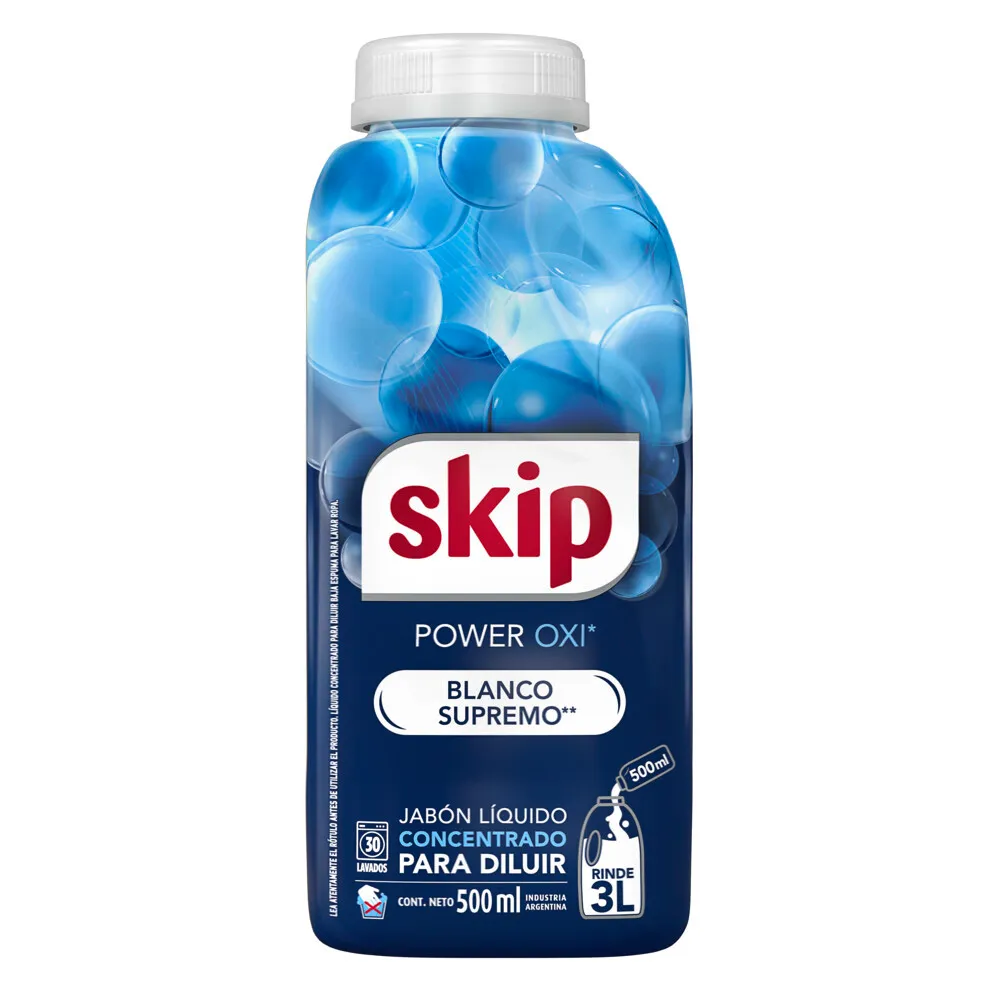 skip
POWER OXI*
BLANCO
SUPREMO**
500ml
JABÓN LÍQUIDO
CONCENTRADO
PARA DILUIR
30
LAVADOS
RINDE
3L
CONT. NETO 500 ml INDUSTRIA
ARGENTINA
LEA ATENTAMENTE EL RÓTULO ANTES DE UTILIZAR EL PRODUCTO. LÍQUIDO CONCENTRADO PARA DILUIR BAJA ESPUMA PARA LAVAR ROPA.